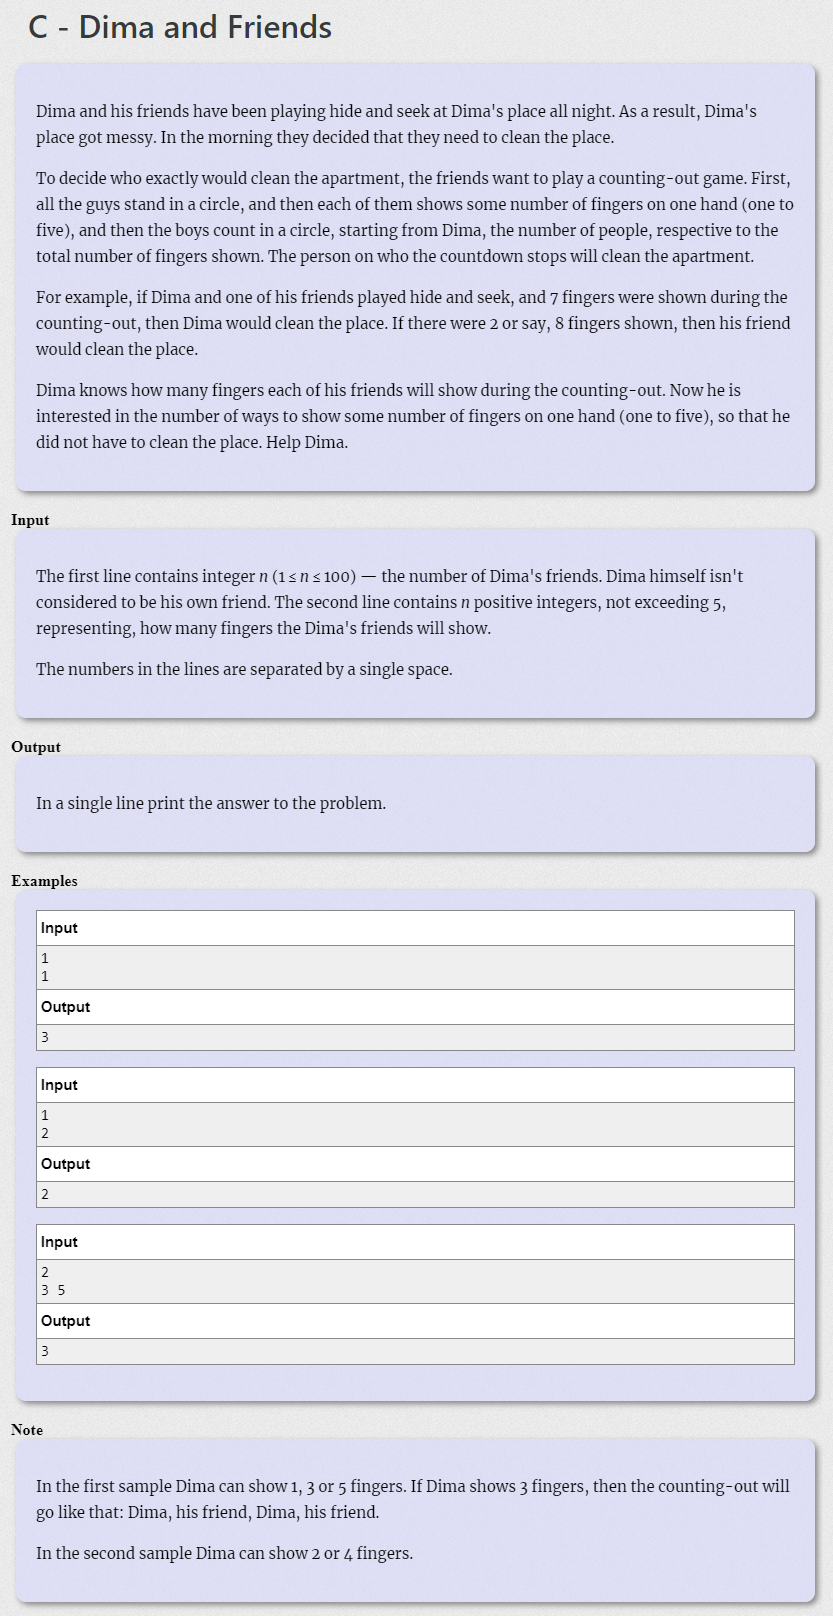 C - Dima and Friends
Dima and his friends have been playing hide and seek at Dima's place all night. As a result, Dima's
place got messy. In the morning they decided that they need to clean the place.
To decide who exactly would clean the apartment, the friends want to play a counting-out game. First,
all the guys stand in a circle, and then each of them shows some number of fingers on one hand (one to
five), and then the boys count in a circle, starting from Dima, the number of people, respective to the
total number of fingers shown. The person on who the countdown stops will clean the apartment.
For example, if Dima and one of his friends played hide and seek, and 7 fingers were shown during the
counting-out, then Dima would clean the place. If there were 2 or say, 8 fingers shown, then his friend
would clean the place.
Dima knows how many fingers each of his friends will show during the counting-out. Now he is
interested in the number of ways to show some number of fingers on one hand (one to five), so that he
did not have to clean the place. Help Dima.
Input
The first line contains integer n (1 ≤ n ≤ 100) — the number of Dima's friends. Dima himself isn't
considered to be his own friend. The second line contains n positive integers, not exceeding 5,
representing, how many fingers the Dima's friends will show.
The numbers in the lines are separated by a single space.
Output
In a single line print the answer to the problem.
Examples
Input
1
1
Output
3
Input
1
2
Output
2
Input
2
3 5
Output
3
Note
In the first sample Dima can show 1, 3 or 5 fingers. If Dima shows 3 fingers, then the counting-out will
go like that: Dima, his friend, Dima, his friend.
In the second sample Dima can show 2 or 4 fingers.